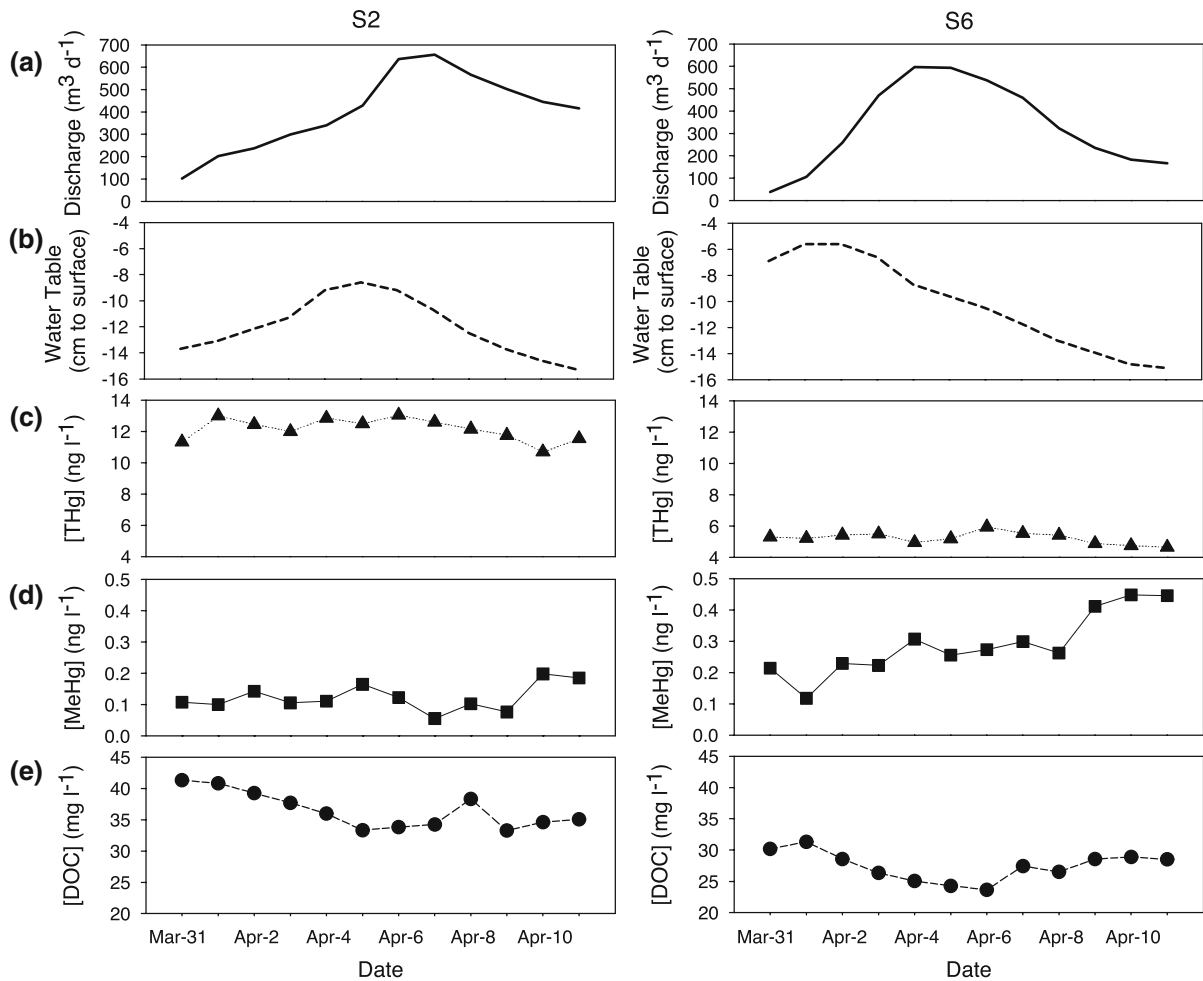 S2
S6
(a)
Discharge (m3 d-1)
700
600
500
400
300
200
100
0
Discharge (m3 d-1)
700
600
500
400
300
200
100
0
(b)
Water Table
(cm to surface)
-4
-6
-8
-10
-12
-14
-16
Water Table
(cm to surface)
-4
-6
-8
-10
-12
-14
-16
(c)
[THg] (ng l-1)
14
12
10
8
6
4
[THg] (ng l-1)
14
12
10
8
6
4
(d)
[MeHg] (ng l-1)
0.5
0.4
0.3
0.2
0.1
0.0
[MeHg] (ng l-1)
0.5
0.4
0.3
0.2
0.1
0.0
(e)
[DOC] (mg l-1)
45
40
35
30
25
20
[DOC] (mg l-1)
45
40
35
30
25
20
Mar-31 Apr-2 Apr-4 Apr-6 Apr-8 Apr-10
Date
Mar-31 Apr-2 Apr-4 Apr-6 Apr-8 Apr-10
Date